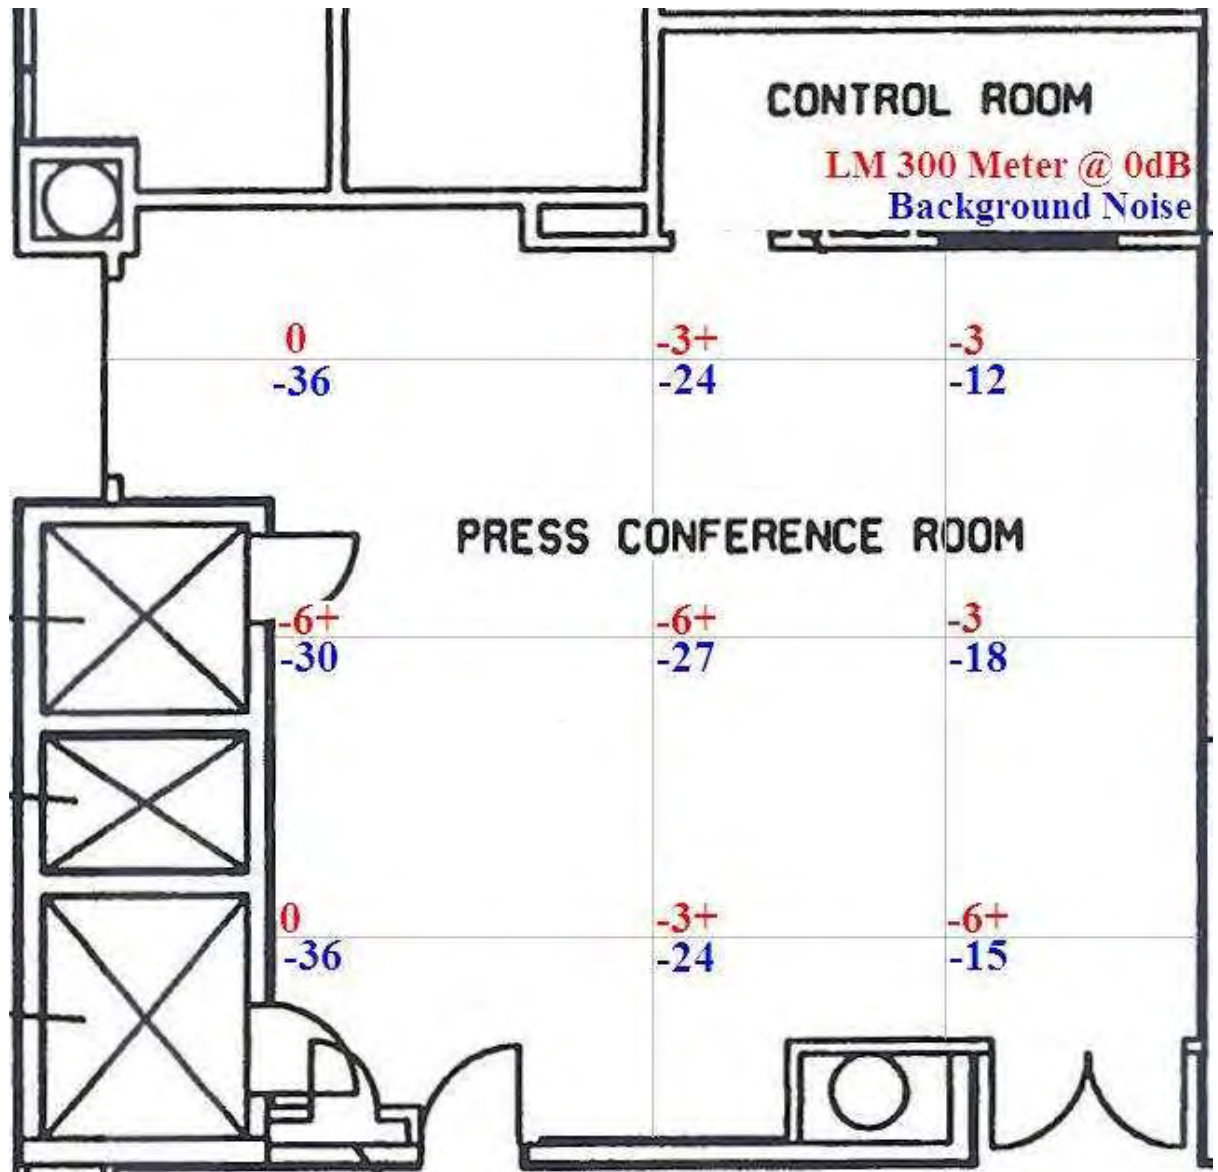 CONTROL ROOM
LM 300 Meter @ 0dB
Background Noise
0 -3+ -3
-36 -24 -12
PRESS CONFERENCE ROOM
-6+ -6+ -3
-30 -27 -18
0 -3+ -6+
-36 -24 -15